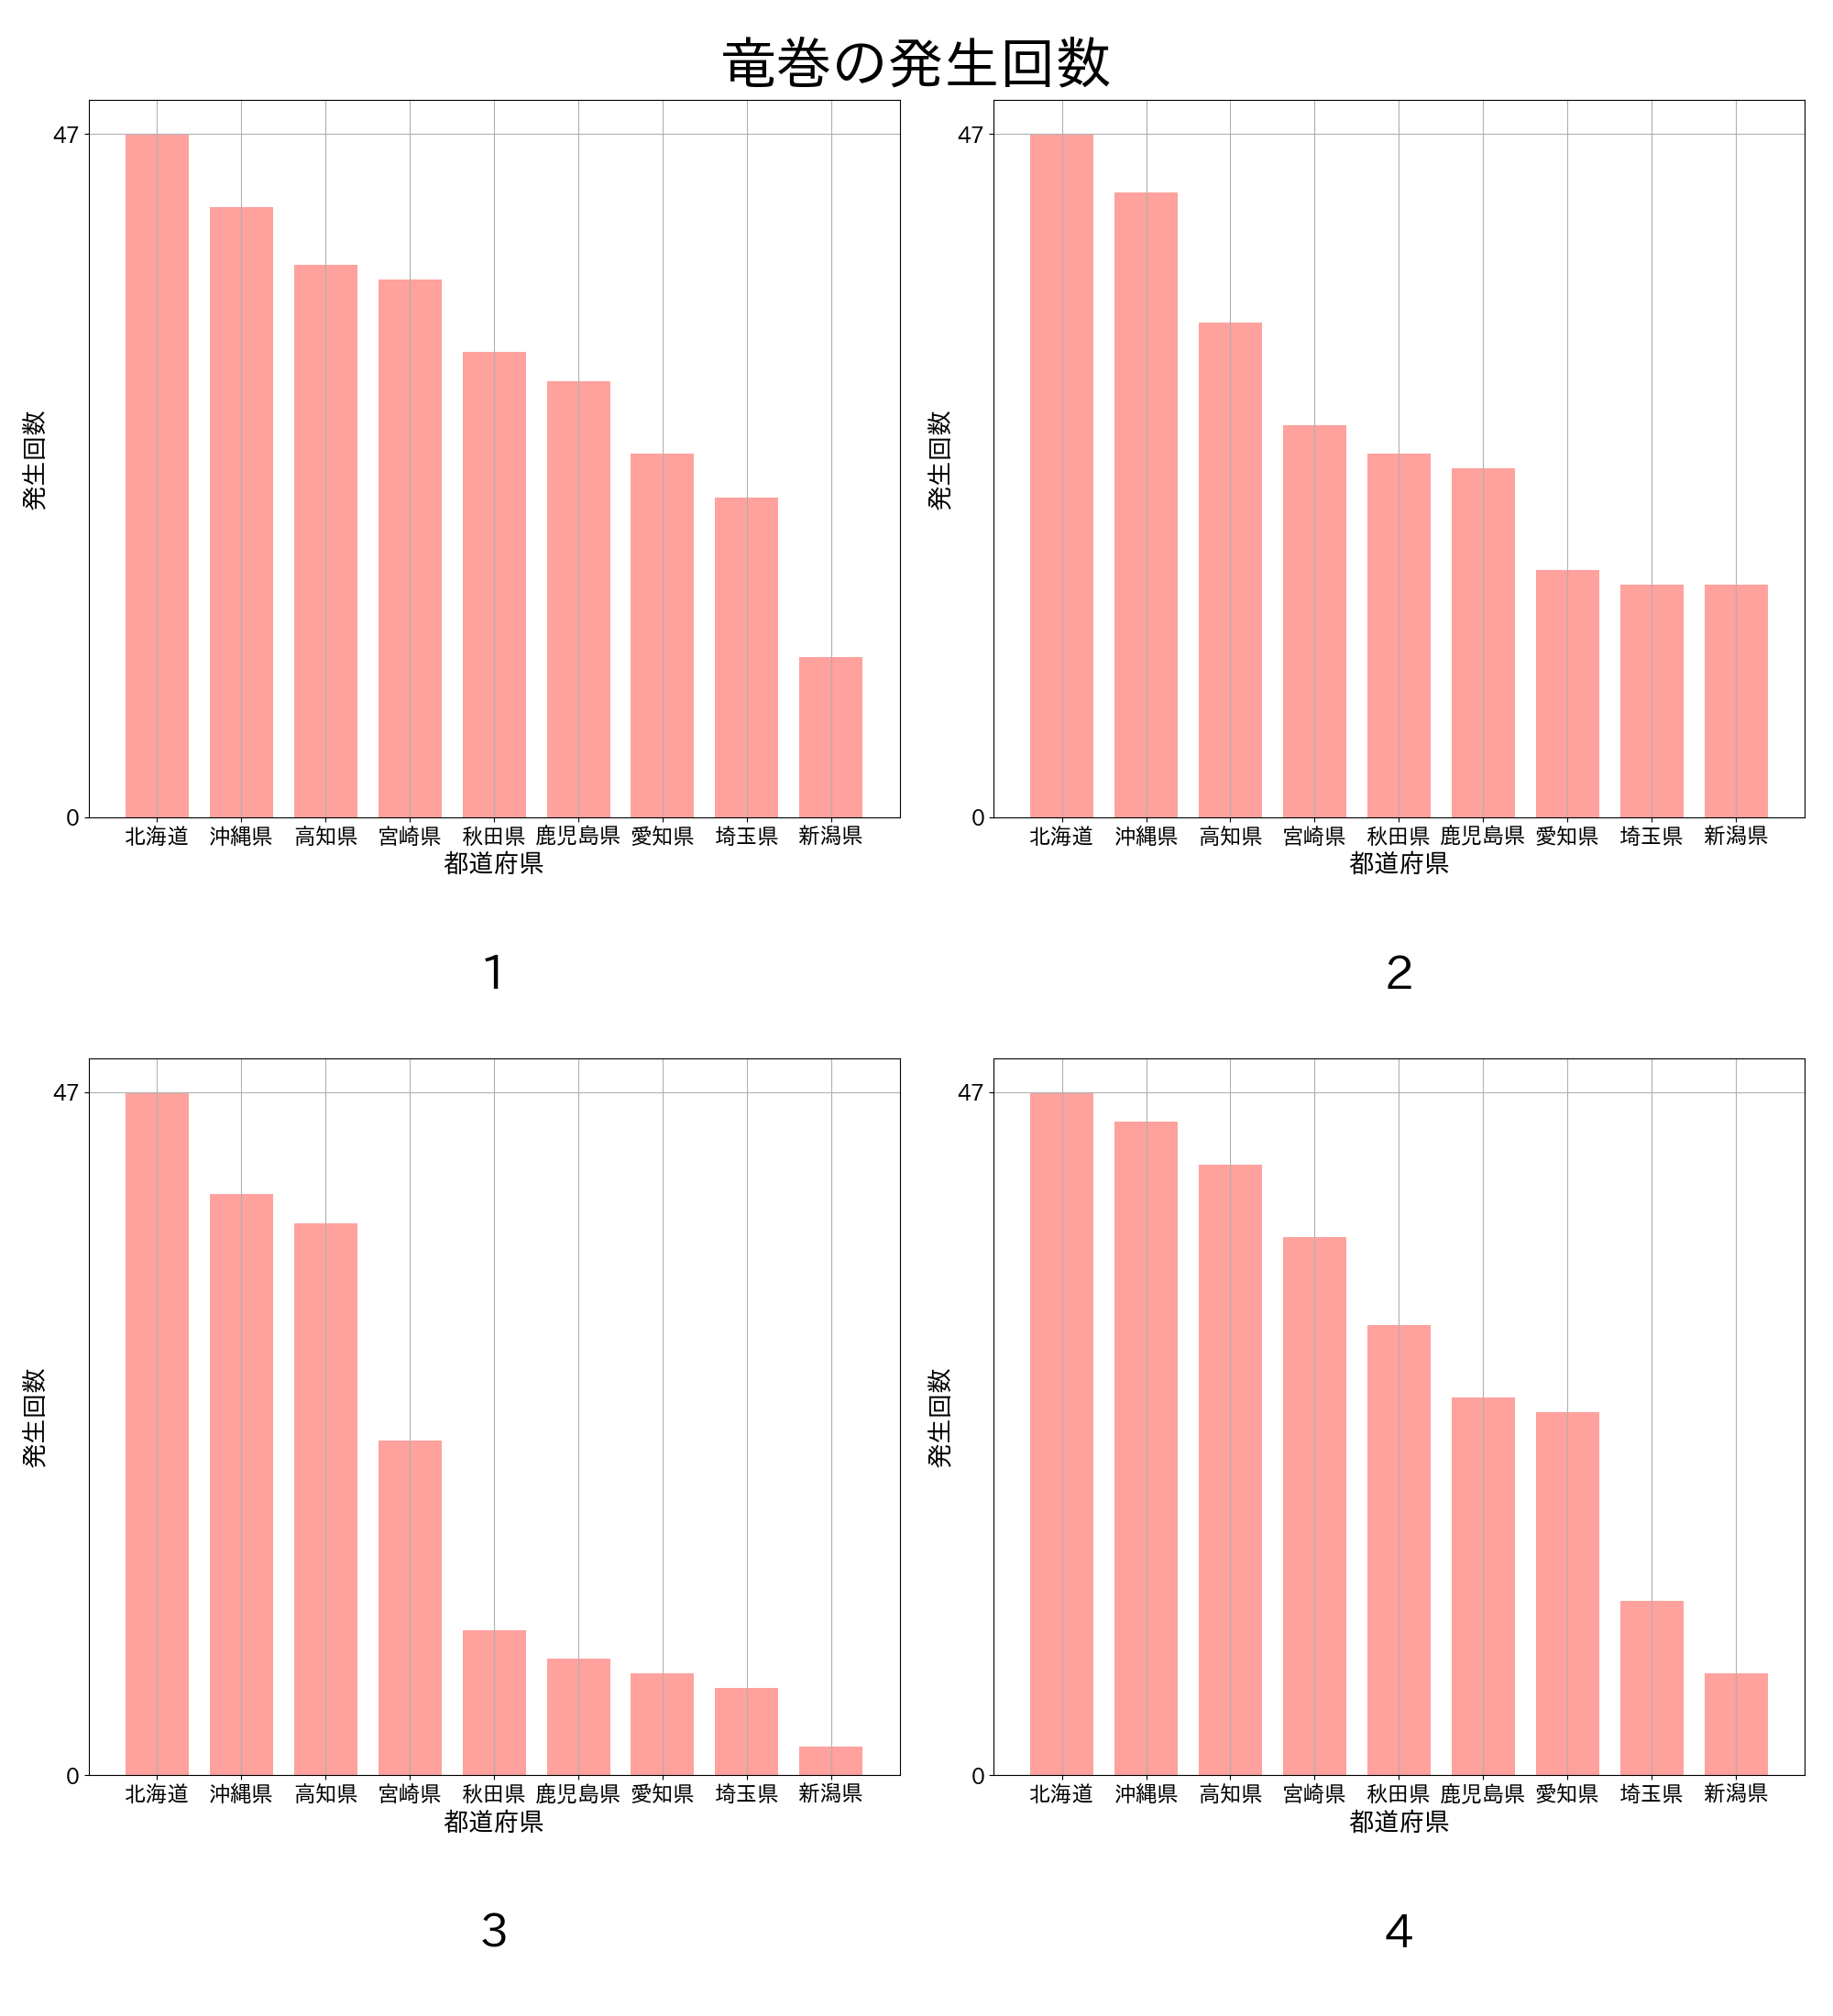 竜巻の発生回数
47
0
発生回数
北海道 沖縄県 高知県 宮崎県 秋田県 鹿児島県 愛知県 埼玉県 新潟県
都道府県
1
47
0
発生回数
北海道 沖縄県 高知県 宮崎県 秋田県 鹿児島県 愛知県 埼玉県 新潟県
都道府県
2
47
0
発生回数
北海道 沖縄県 高知県 宮崎県 秋田県 鹿児島県 愛知県 埼玉県 新潟県
都道府県
3
47
0
発生回数
北海道 沖縄県 高知県 宮崎県 秋田県 鹿児島県 愛知県 埼玉県 新潟県
都道府県
4